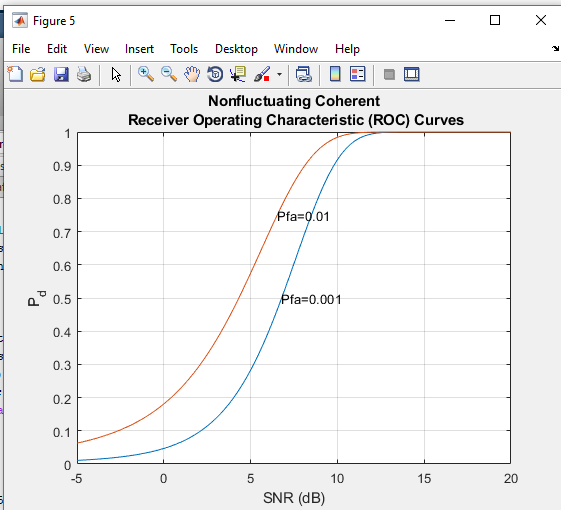 Figure 5
File Edit View Insert Tools Desktop Window Help
Nonfluctuating Coherent
Receiver Operating Characteristic (ROC) Curves
1
0.9
0.8
Pfa=0.01
0.7
0.6
Pd
0.5
Pfa=0.001
0.4
0.3
0.2
0.1
0
-5 0 5 10 15 20
SNR (dB)